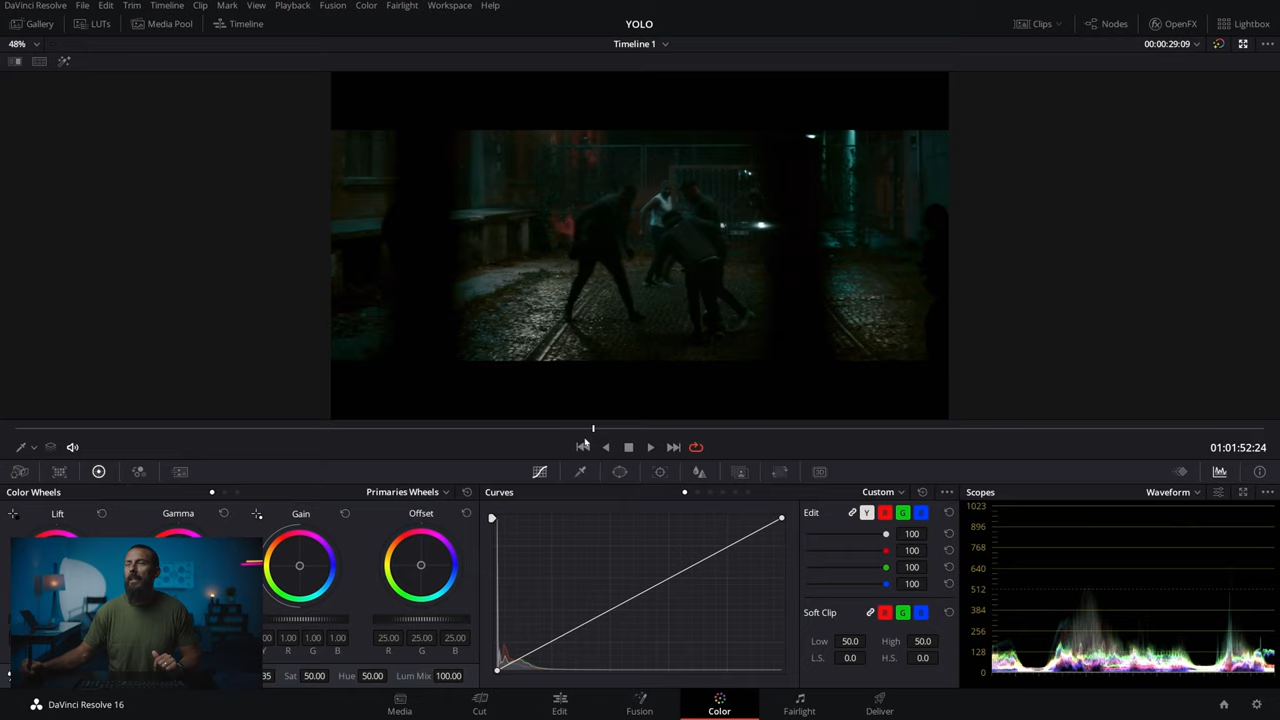 DaVinci Resolve File Edit Trim Timeline Clip Mark View Playback Fusion Color Fairlight Workspace Help
Gallery LUTs Media Pool Timeline YOLO Clips Nodes OpenFX Lightbox
48% Timeline 1 00:00:29:09
01:01:52:24
Color Wheels Primaries Wheels Curves Custom Scopes Waveform
Lift Gamma Gain Offset Edit Y R G B
1023
896
100
768
100
640
100
512
100
384
Soft Clip R G B
256
1.00 1.00 1.00 25.00 25.00 25.00 Low 50.0 High 50.0
128
R G B R G B L.S. 0.0 H.S. 0.0
0
35 Sat 50.00 Hue 50.00 Lum Mix 100.00
DaVinci Resolve 16 Media Cut Edit Fusion Color Fairlight Deliver